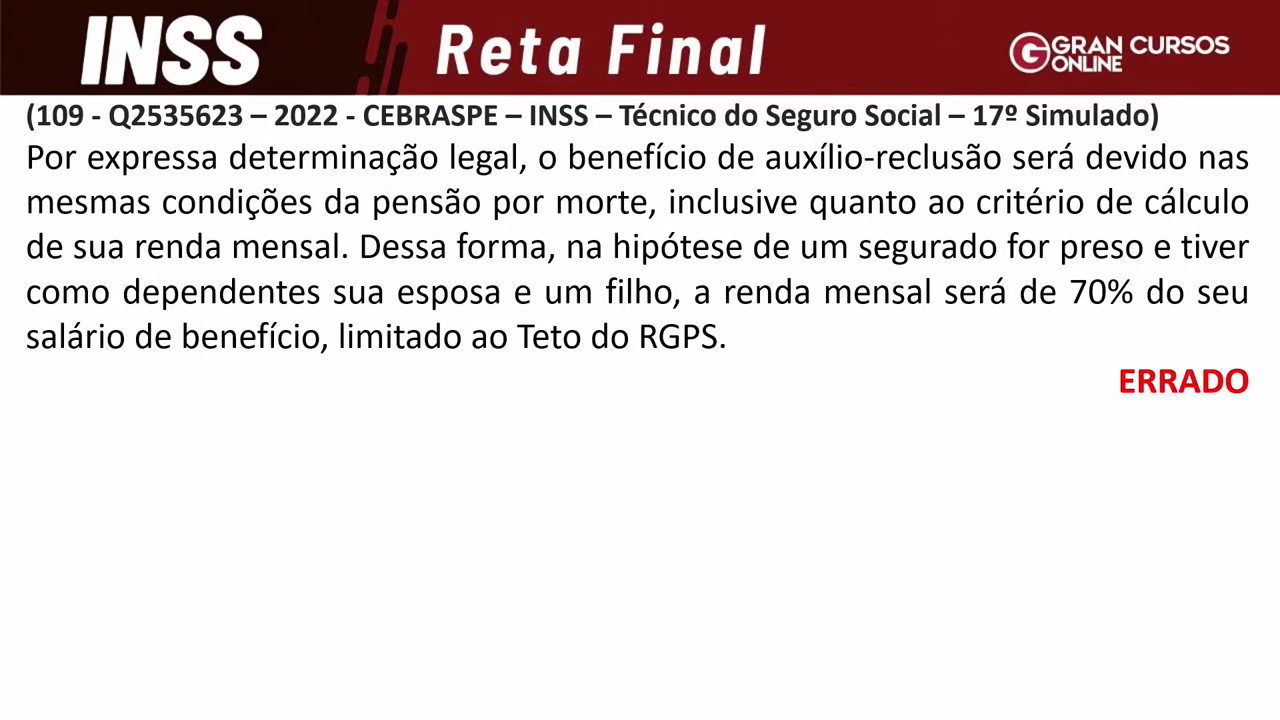 INSS
Reta Final
GRAN CURSOS
ONLINE
(109 - Q2535623 – 2022 - CEBRASPE – INSS – Técnico do Seguro Social – 17º Simulado)
Por expressa determinação legal, o benefício de auxílio-reclusão será devido nas
mesmas condições da pensão por morte, inclusive quanto ao critério de cálculo
de sua renda mensal. Dessa forma, na hipótese de um segurado for preso e tiver
como dependentes sua esposa e um filho, a renda mensal será de 70% do seu
salário de benefício, limitado ao Teto do RGPS.
ERRADO